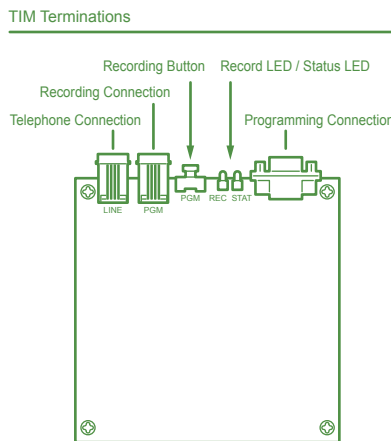 TIM Terminations
Recording Button
Record LED / Status LED
Recording Connection
Telephone Connection
Programming Connection
LINE
PGM
PGM
REC
STAT